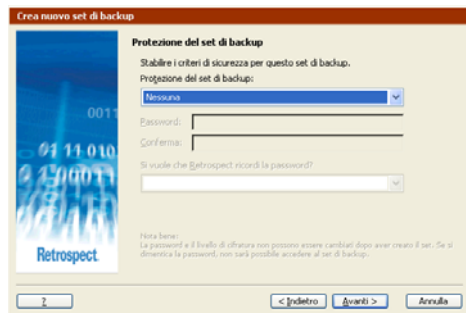 Crea nuovo set di backup
Protezione del set di backup
Stabilire i criteri di sicurezza per questo set di backup.
Protezione del set di backup:
Nessuna
Password:
Conferma:
Si vuole che Retrospect ricordi la password?
Nota bene:
La password e il livello di cifratura non possono essere cambiati dopo aver creato il set. Se si
dimentica la password, non sarà possibile accedere al set di backup.
0011
01 11 010
Retrospect
?
< Indietro
Avanti >
Annulla